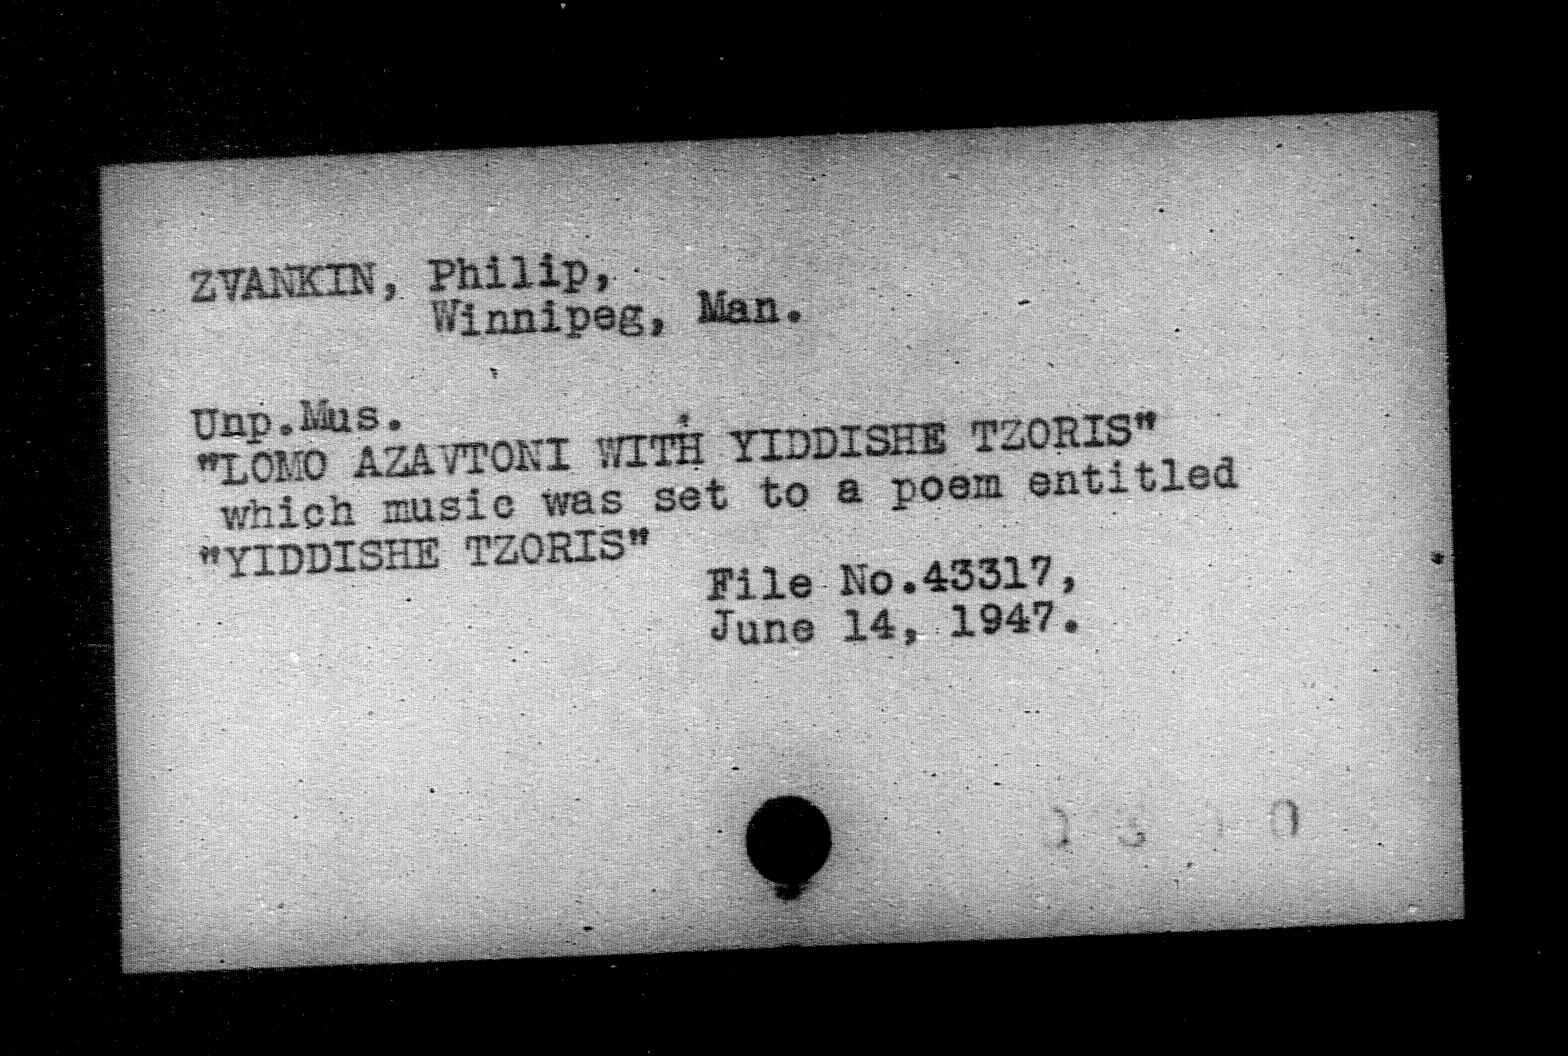 ZVANKIN, Philip,
Winnipeg, Man.
Unp.Mus.
"LOMO AZAVTONI WITH YIDDISHE TZORIS"
which music was set to a poem entitled
"YIDDISHE TZORIS"
File No.43317,
June 14, 1947.